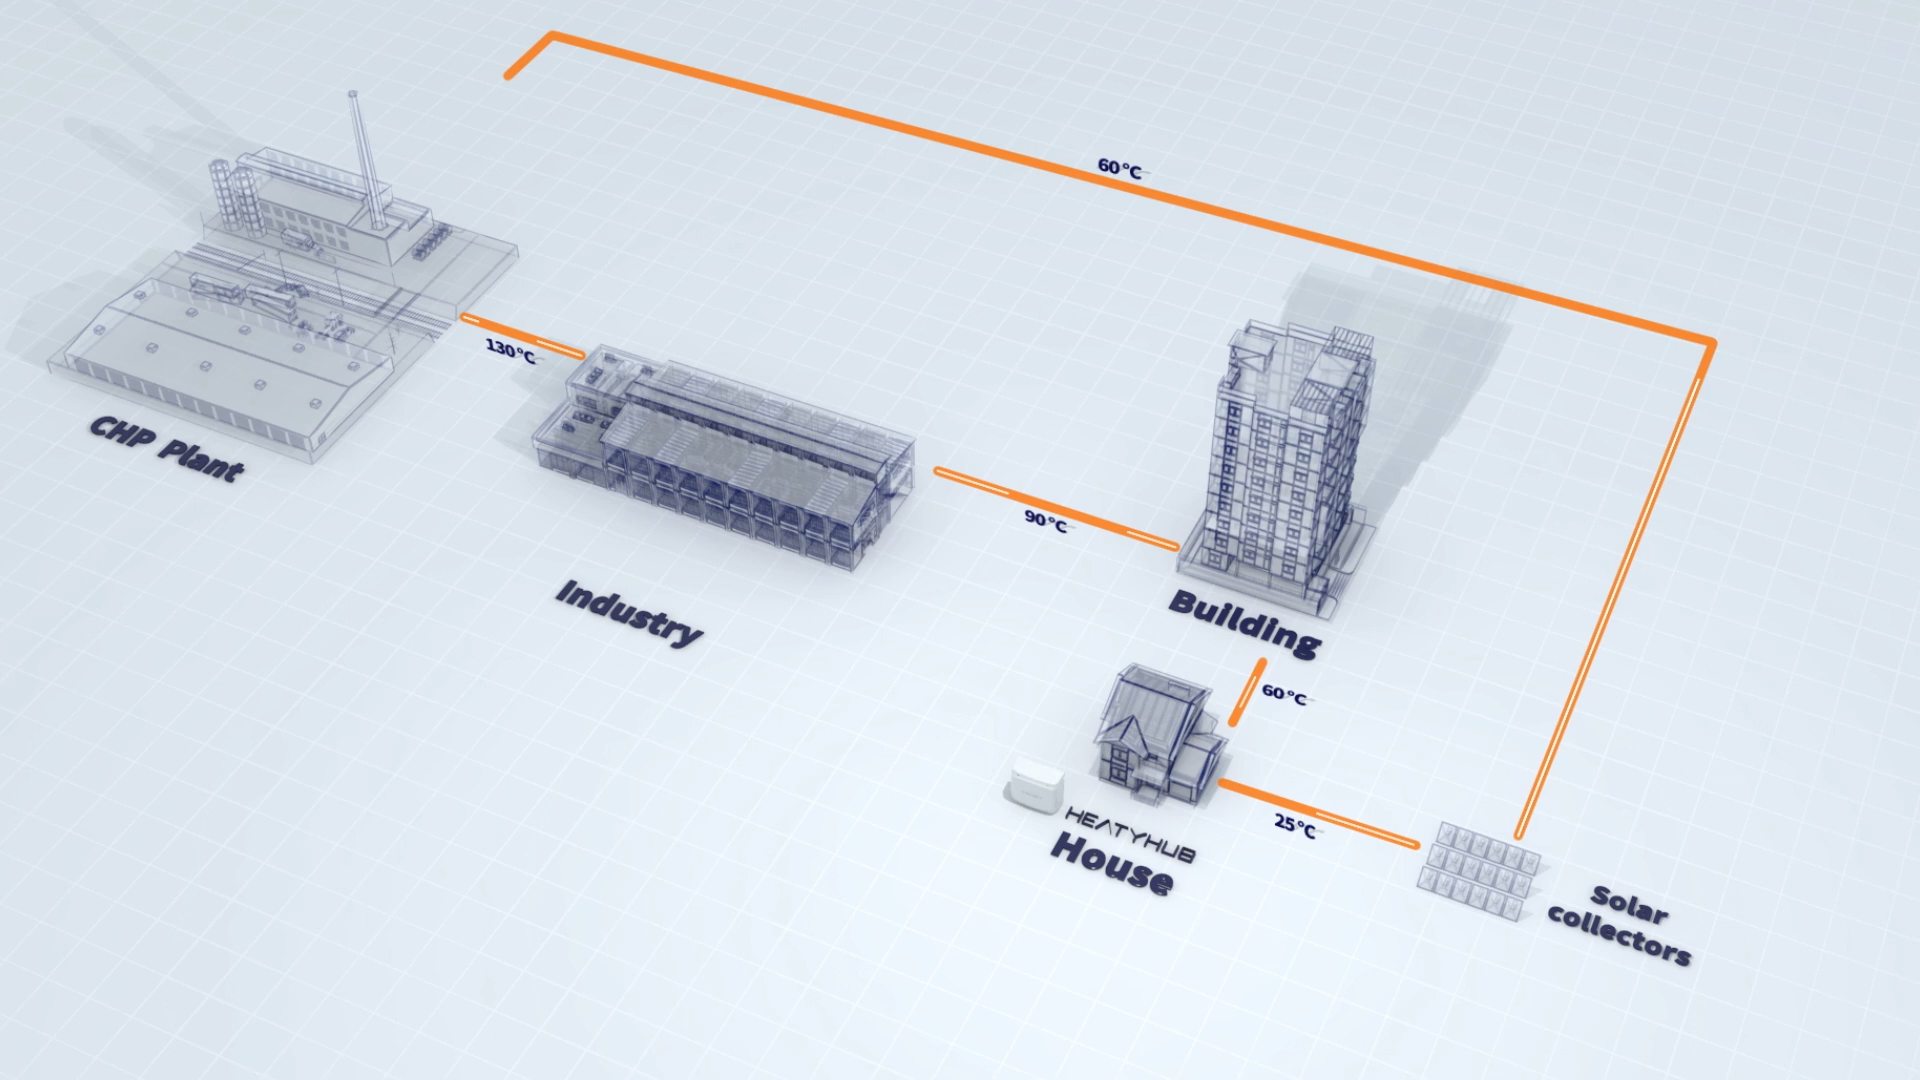 60°C
130°C
CHP Plant
90°C
Industry
Building
60°C
HEATYHUB
House
25°C
Solar
collectors